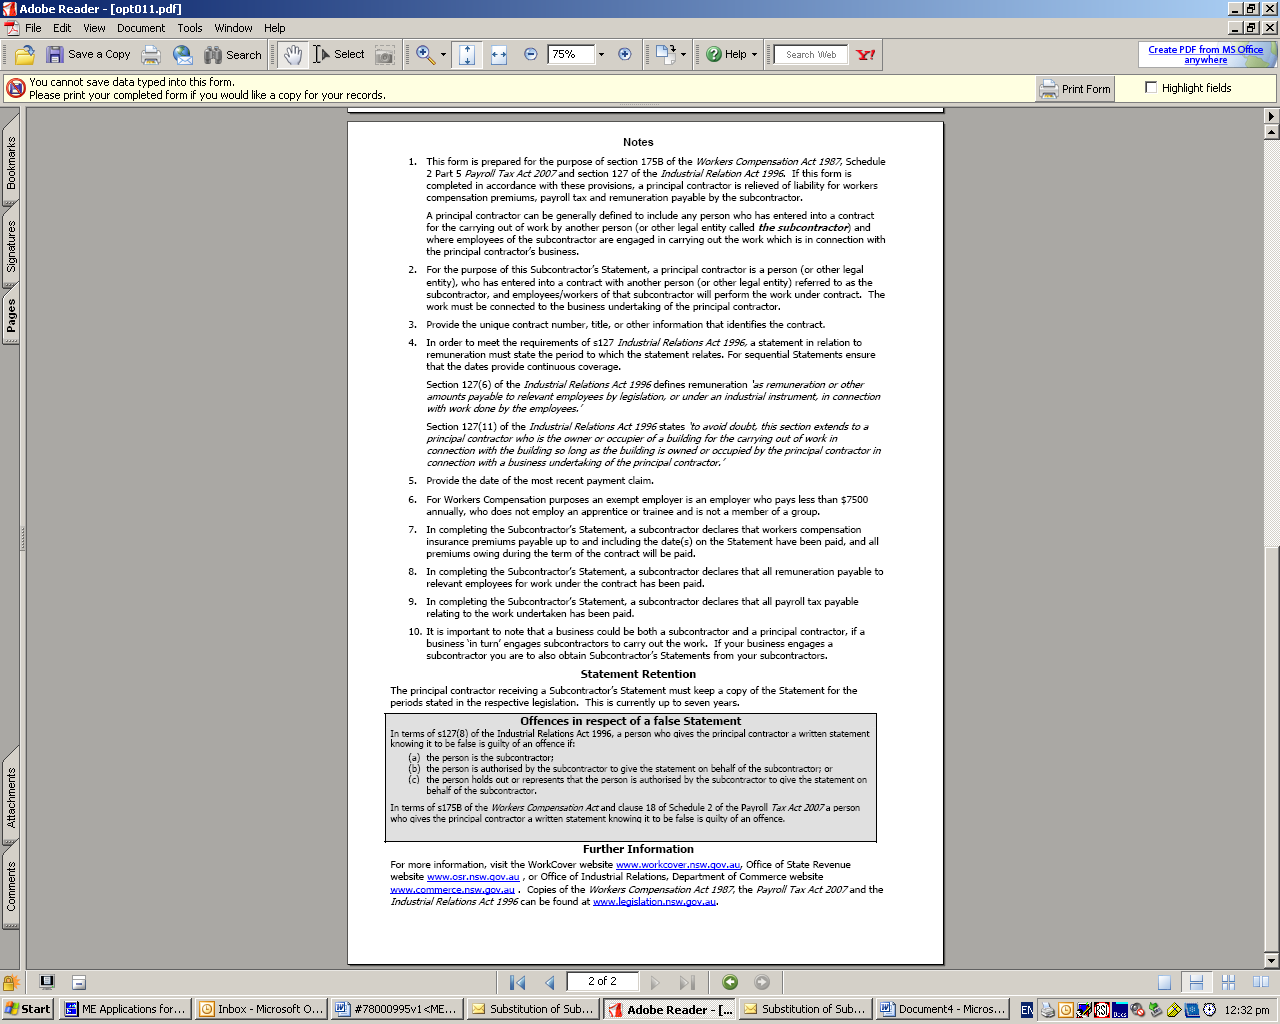 Adobe Reader - [opt011.pdf]
File Edit View Document Tools Window Help
Save a Copy Search Select 75% Help Search Web Y! Create PDF from MS Office
anywhere
You cannot save data typed into this form.
Please print your completed form if you would like a copy for your records.
Print Form Highlight fields
Bookmarks
Signatures
Pages
Attachments
Comments
Notes
1. This form is prepared for the purpose of section 175B of the Workers Compensation Act 1987, Schedule
2 Part 5 Payroll Tax Act 2007 and section 127 of the Industrial Relation Act 1996. If this form is
completed in accordance with these provisions, a principal contractor is relieved of liability for workers
compensation premiums, payroll tax and remuneration payable by the subcontractor.
A principal contractor can be generally defined to include any person who has entered into a contract
for the carrying out of work by another person (or other legal entity called the subcontractor) and
where employees of the subcontractor are engaged in carrying out the work which is in connection with
the principal contractor's business.
2. For the purpose of this Subcontractor's Statement, a principal contractor is a person (or other legal
entity), who has entered into a contract with another person (or other legal entity) referred to as the
subcontractor, and employees/workers of that subcontractor will perform the work under contract. The
work must be connected to the business undertaking of the principal contractor.
3. Provide the unique contract number, title, or other information that identifies the contract.
4. In order to meet the requirements of s127 Industrial Relations Act 1996, a statement in relation to
remuneration must state the period to which the statement relates. For sequential Statements ensure
that the dates provide continuous coverage.
Section 127(6) of the Industrial Relations Act 1996 defines remuneration 'as remuneration or other
amounts payable to relevant employees by legislation, or under an industrial instrument, in connection
with work done by the employees.'
Section 127(11) of the Industrial Relations Act 1996 states 'to avoid doubt, this section extends to a
principal contractor who is the owner or occupier of a building for the carrying out of work in
connection with the building so long as the building is owned or occupied by the principal contractor in
connection with a business undertaking of the principal contractor.'
5. Provide the date of the most recent payment claim.
6. For Workers Compensation purposes an exempt employer is an employer who pays less than $7500
annually, who does not employ an apprentice or trainee and is not a member of a group.
7. In completing the Subcontractor's Statement, a subcontractor declares that workers compensation
insurance premiums payable up to and including the date(s) on the Statement have been paid, and all
premiums owing during the term of the contract will be paid.
8. In completing the Subcontractor's Statement, a subcontractor declares that all remuneration payable to
relevant employees for work under the contract has been paid.
9. In completing the Subcontractor's Statement, a subcontractor declares that all payroll tax payable
relating to the work undertaken has been paid.
10. It is important to note that a business could be both a subcontractor and a principal contractor, if a
business 'in turn' engages subcontractors to carry out the work. If your business engages a
subcontractor you are to also obtain Subcontractor's Statements from your subcontractors.
Statement Retention
The principal contractor receiving a Subcontractor's Statement must keep a copy of the Statement for the
periods stated in the respective legislation. This is currently up to seven years.
Offences in respect of a false Statement
In terms of s127(8) of the Industrial Relations Act 1996, a person who gives the principal contractor a written statement
knowing it to be false is guilty of an offence if:
(a) the person is the subcontractor;
(b) the person is authorised by the subcontractor to give the statement on behalf of the subcontractor; or
(c) the person holds out or represents that the person is authorised by the subcontractor to give the statement on
behalf of the subcontractor.
In terms of s175B of the Workers Compensation Act and clause 18 of Schedule 2 of the Payroll Tax Act 2007 a person
who gives the principal contractor a written statement knowing it to be false is guilty of an offence.
Further Information
For more information, visit the WorkCover website www.workcover.nsw.gov.au, Office of State Revenue
website www.osr.nsw.gov.au , or Office of Industrial Relations, Department of Commerce website
www.commerce.nsw.gov.au . Copies of the Workers Compensation Act 1987, the Payroll Tax Act 2007 and the
Industrial Relations Act 1996 can be found at www.legislation.nsw.gov.au.
2 of 2
Start ME Applications for... Inbox - Microsoft O... #78000995v1<ME... Substitution of Sub... Adobe Reader - [... Substitution of Sub... Document4 - Micros... EN 12:32 pm